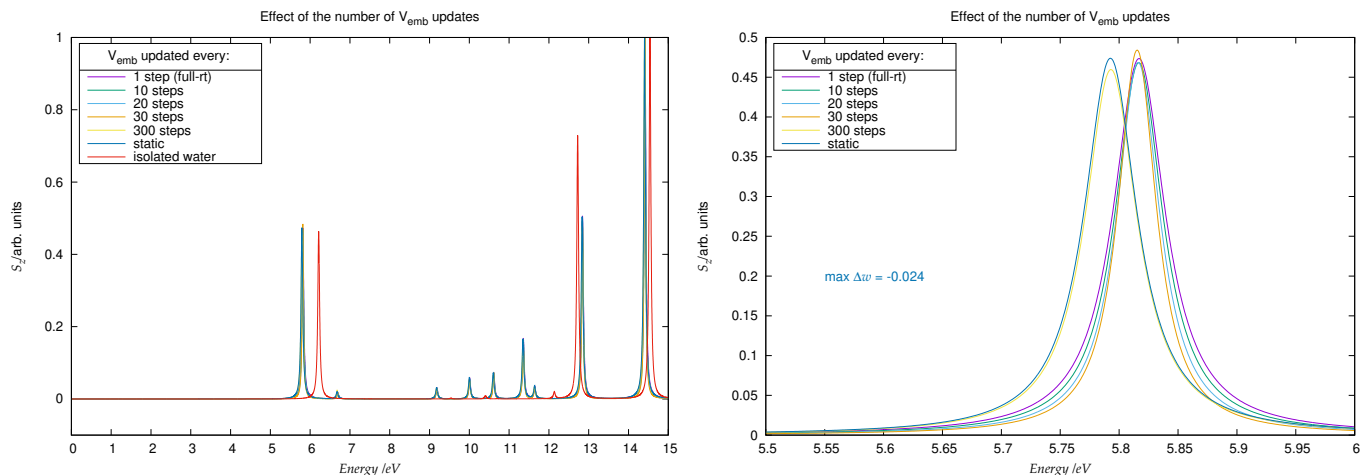 Effect of the number of V_emb updates
V_emb updated every:
1 step (full-rt)
10 steps
20 steps
30 steps
300 steps
static
isolated water
S_z/arb. units
1
0.8
0.6
0.4
0.2
0
0 1 2 3 4 5 6 7 8 9 10 11 12 13 14 15
Energy /eV
Effect of the number of V_emb updates
V_emb updated every:
1 step (full-rt)
10 steps
20 steps
30 steps
300 steps
static
max Δw = -0.024
S_z/arb. units
0.5
0.45
0.4
0.35
0.3
0.25
0.2
0.15
0.1
0.05
0
5.5 5.55 5.6 5.65 5.7 5.75 5.8 5.85 5.9 5.95 6
Energy /eV